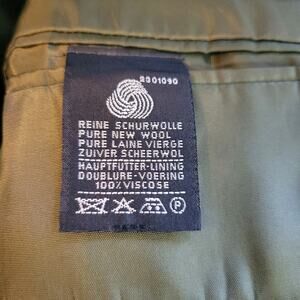 2301090
REINE SCHURWOLLE
PURE NEW WOOL
PURE LAINE VIERGE
ZUIVER SCHEERWOL
HAUPTFUTTER-LINING
DOUBLURE-VOERING
100% VISCOSE
P